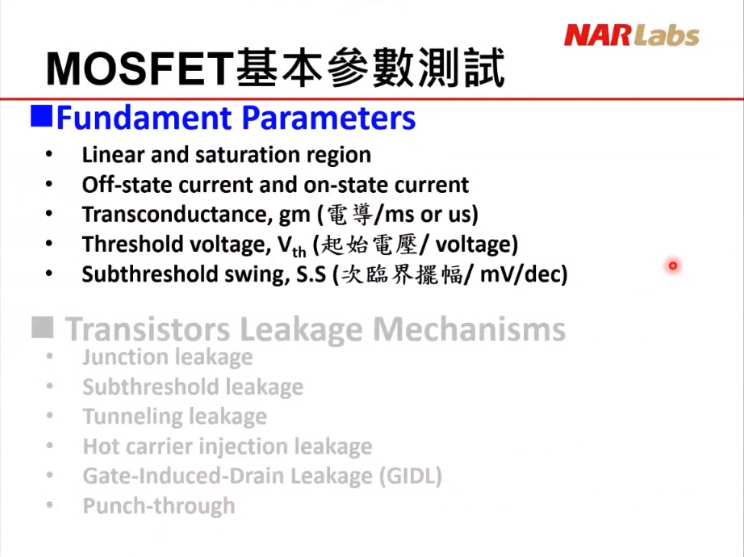 NARLabs
MOSFET基本參數測試
■Fundament Parameters
• Linear and saturation region
• Off-state current and on-state current
• Transconductance, gm (電導/ms or us)
• Threshold voltage, Vth (起始電壓/ voltage)
• Subthreshold swing, S.S (次臨界擺幅/ mV/dec)
■ Transistors Leakage Mechanisms
• Junction leakage
• Subthreshold leakage
• Tunneling leakage
• Hot carrier injection leakage
• Gate-Induced-Drain Leakage (GIDL)
• Punch-through